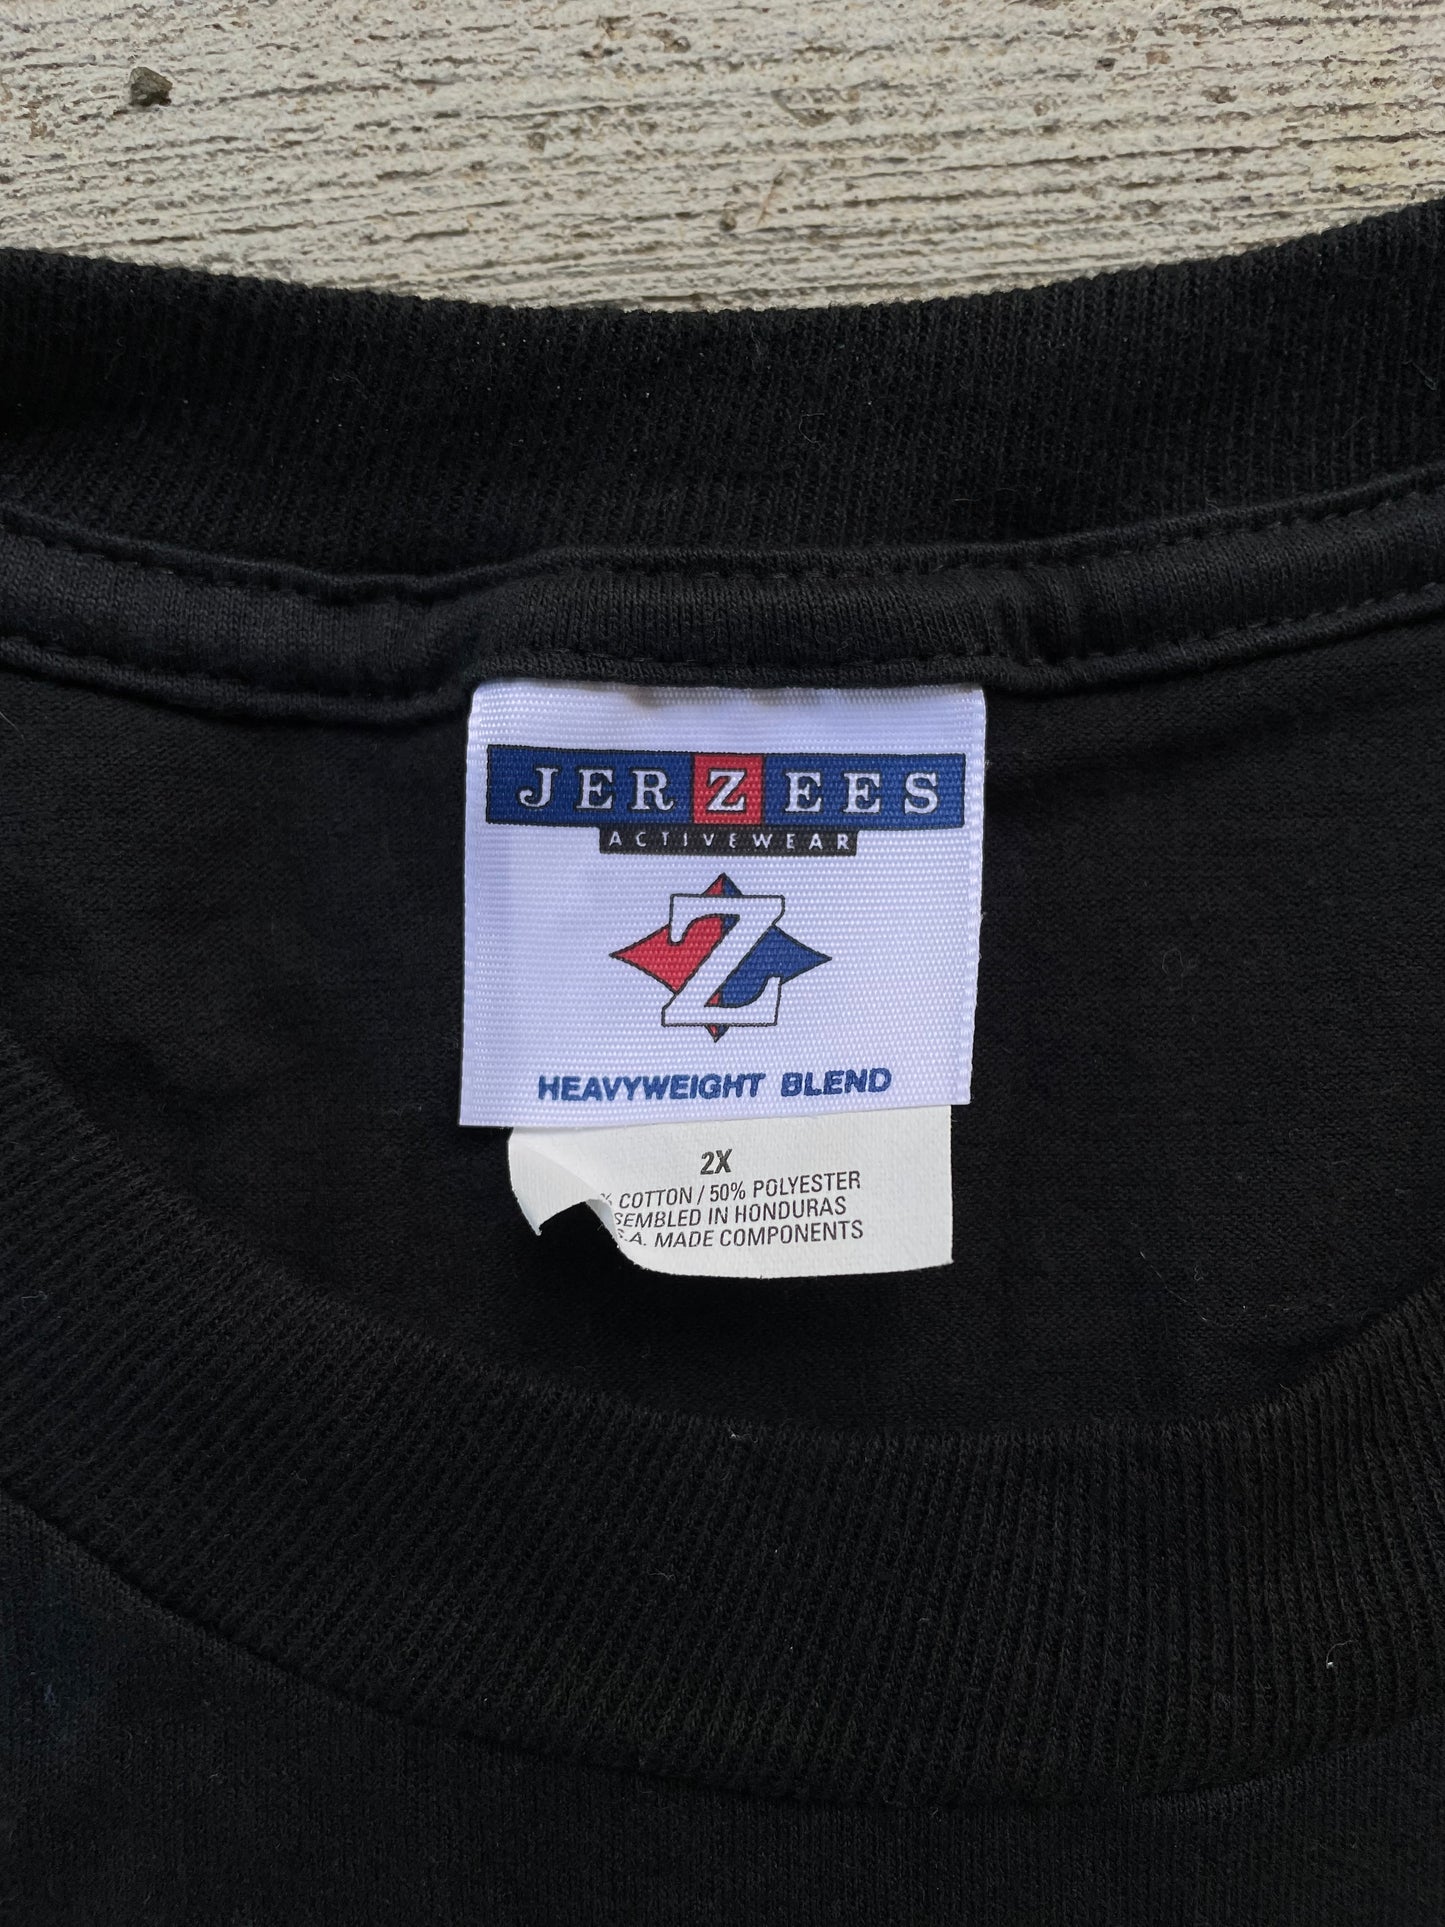 JERZEES
ACTIVEWEAR
Z
HEAVYWEIGHT BLEND
2X
% COTTON / 50% POLYESTER
SEMBLED IN HONDURAS
S.A. MADE COMPONENTS